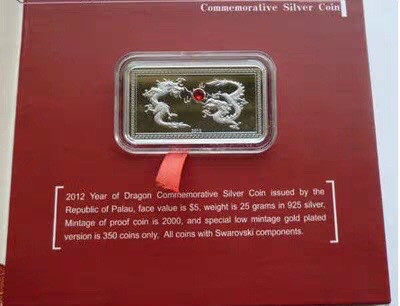 Commemorative Silver Coin
2012
2012 Year of Dragon Commemorative Silver Coin issued by the
Republic of Palau, face value is $5, weight is 25 grams in 925 silver,
Mintage of proof coin is 2000, and special low mintage gold plated
version is 350 coins only, All coins with Swarovski components.